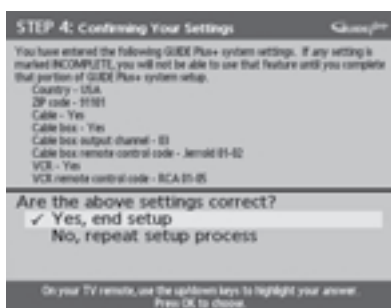 STEP 4: Confirming Your Settings
You have entered the following GUIDE Plus+ system settings. If any setting is
marked INCOMPLETE, you will not be able to use that feature until you complete
that portion of GUIDE Plus+ system setup.
Country - USA
ZIP code - 91101
Cable - Yes
Cable box - Yes
Cable box output channel - 03
Cable box remote control code - Jerrold 01-02
VCR - Yes
VCR remote control code - RCA 01-05
Are the above settings correct?
✓ Yes, end setup
No, repeat setup process
On your TV remote, use the up/down keys to highlight your answer.
Press OK to choose.